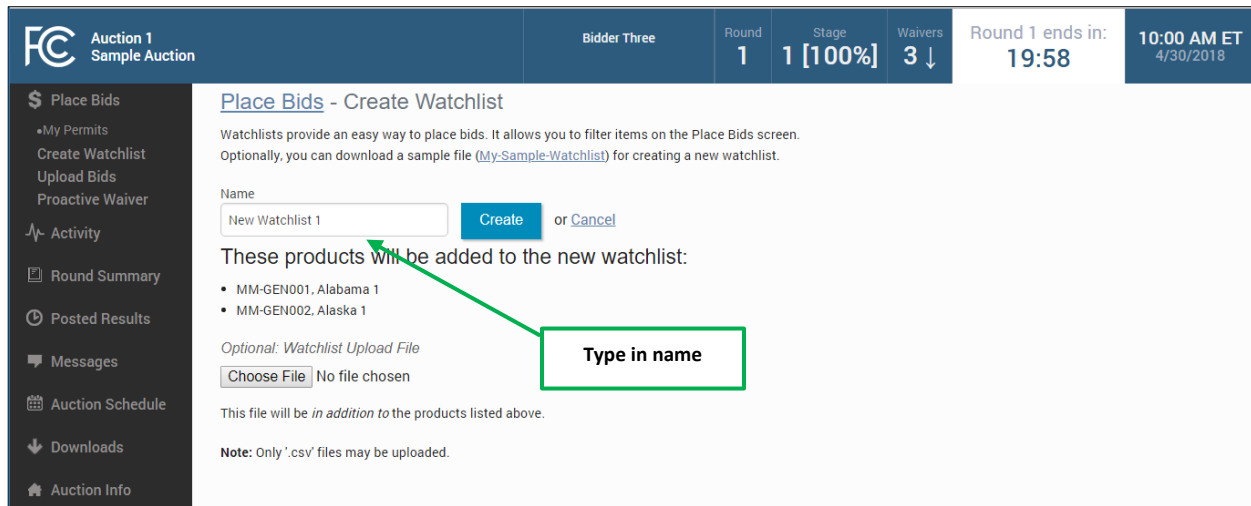 FCC
Auction 1
Sample Auction
Bidder Three
Round
1
Stage
1 [100%]
Waivers
3 ↓
Round 1 ends in:
19:58
10:00 AM ET
4/30/2018
Place Bids
•My Permits
Create Watchlist
Upload Bids
Proactive Waiver
Activity
Round Summary
Posted Results
Messages
Auction Schedule
Downloads
Auction Info
Place Bids - Create Watchlist
Watchlists provide an easy way to place bids. It allows you to filter items on the Place Bids screen.
Optionally, you can download a sample file (My-Sample-Watchlist) for creating a new watchlist.
Name
New Watchlist 1
Create or Cancel
These products will be added to the new watchlist:
• MM-GEN001, Alabama 1
• MM-GEN002, Alaska 1
Type in name
Optional: Watchlist Upload File
Choose File No file chosen
This file will be in addition to the products listed above.
Note: Only '.csv' files may be uploaded.